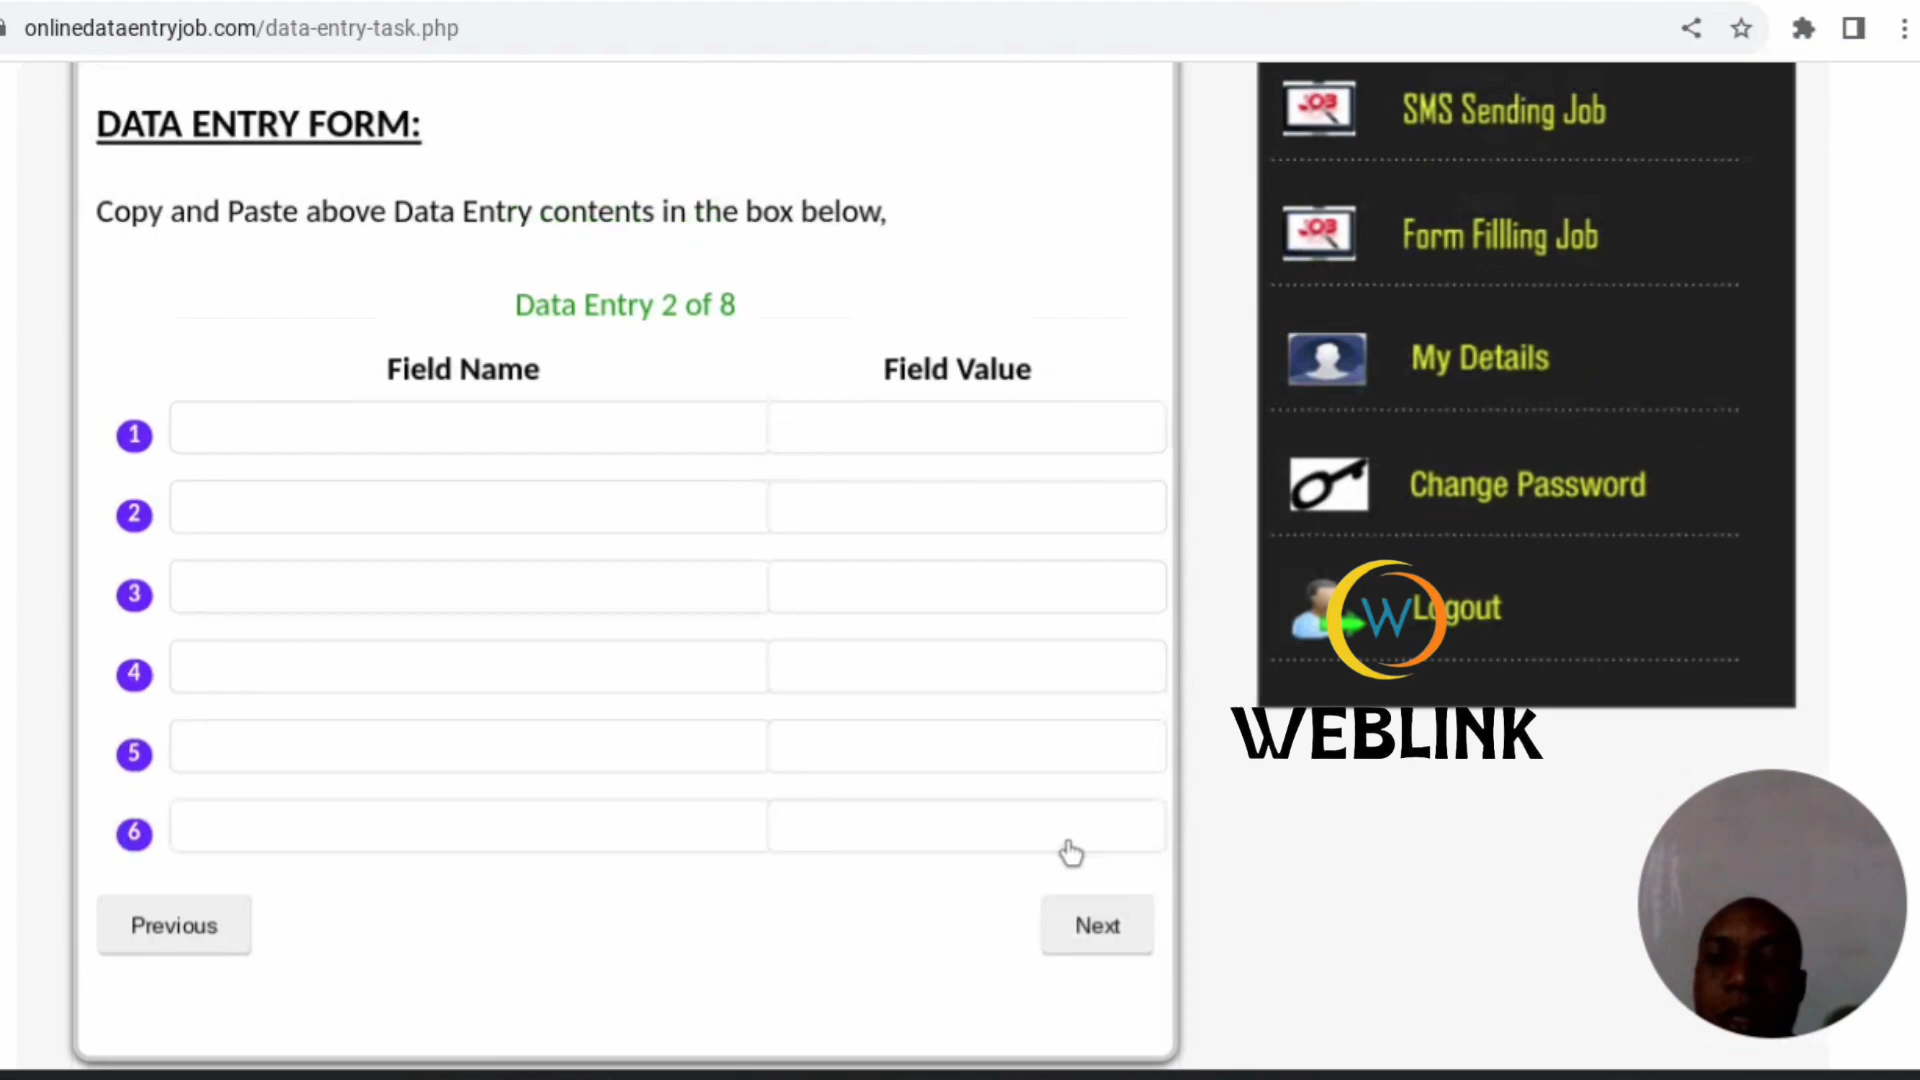 onlinedataentryjob.com/data-entry-task.php
DATA ENTRY FORM:
Copy and Paste above Data Entry contents in the box below,
Data Entry 2 of 8
Field Name Field Value
1
2
3
4
5
6
Previous Next
JOB SMS Sending Job
JOB Form Fillling Job
My Details
Change Password
Logout
W
WEBLINK